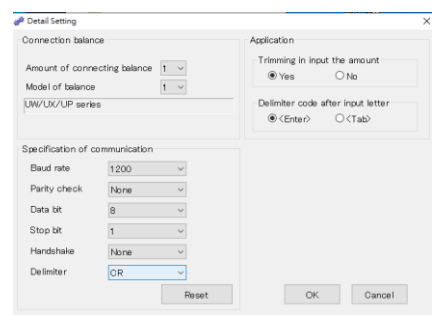 Detail Setting
Connection balance
Amount of connecting balance 1
Model of balance 1
UW/UX/UP series
Specification of communication
Baud rate 1200
Parity check None
Data bit 8
Stop bit 1
Handshake None
Delimiter CR
Reset
Application
Trimming in input the amount
Yes No
Delimiter code after input letter
<Enter> <Tab>
OK Cancel